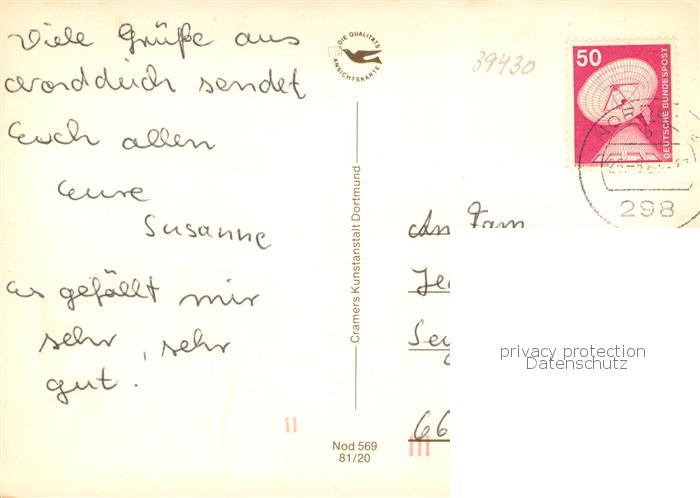 Viele Grüße aus
Norddeich sendet
Euch allen
Eure
Susanne
es gefällt mir
sehr, sehr
gut.
DIE QUALITÄTS
ANSICHTSKARTE
39430
50
DEUTSCHE BUNDESPOST
298
Cramers Kunstanstalt Dortmund
An Fam.
66
privacy protection
Datenschutz
Nod 569
81/20